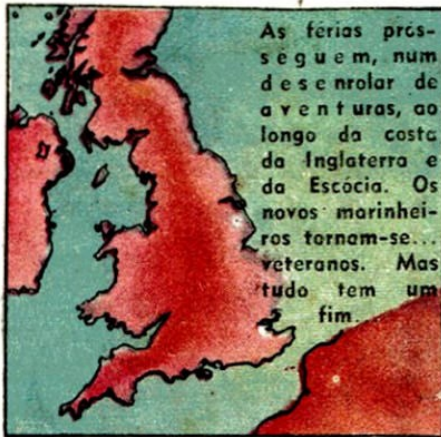 As férias pros-
seguem, num
desenrolar de
aventuras, ao
longo da costa
da Inglaterra e
da Escócia. Os
novos marinhei-
ros tornam-se...
veteranos. Mas
tudo tem um
fim.